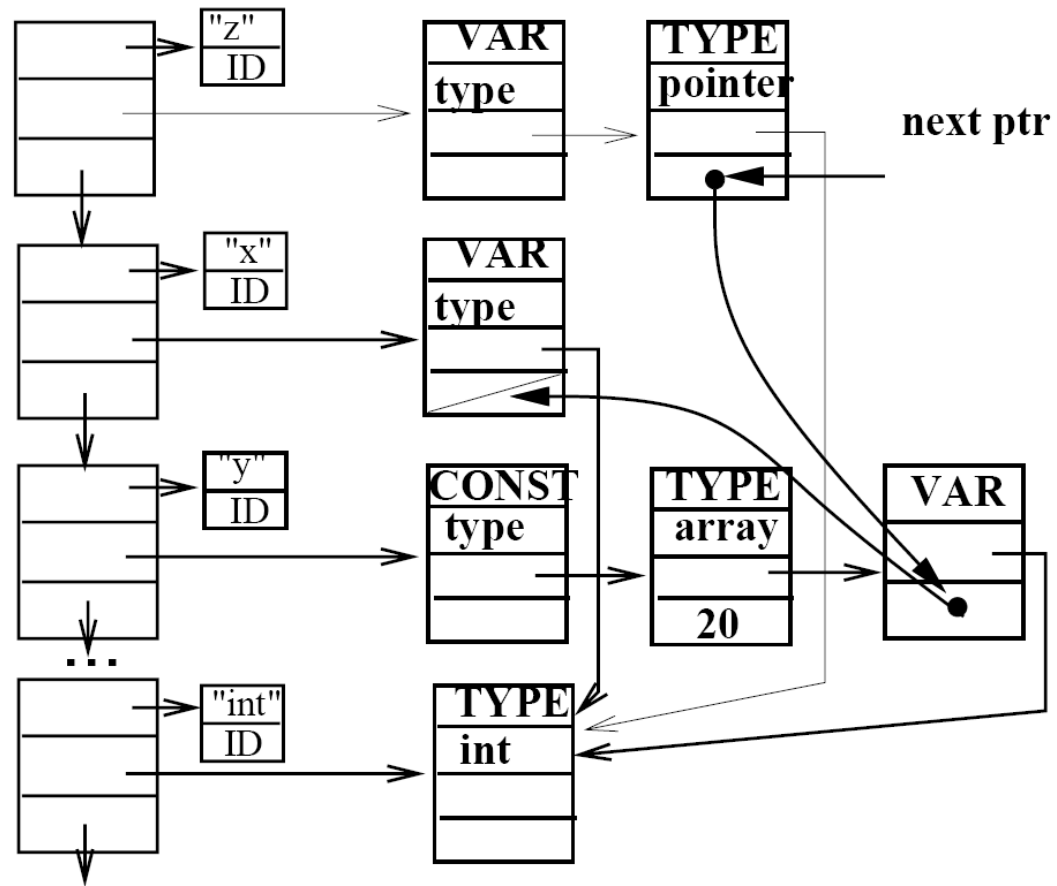 "z"
ID
VAR
type
TYPE
pointer
next ptr
"x"
ID
VAR
type
"y"
ID
CONST
type
TYPE
array
20
VAR
...
"int"
ID
TYPE
int